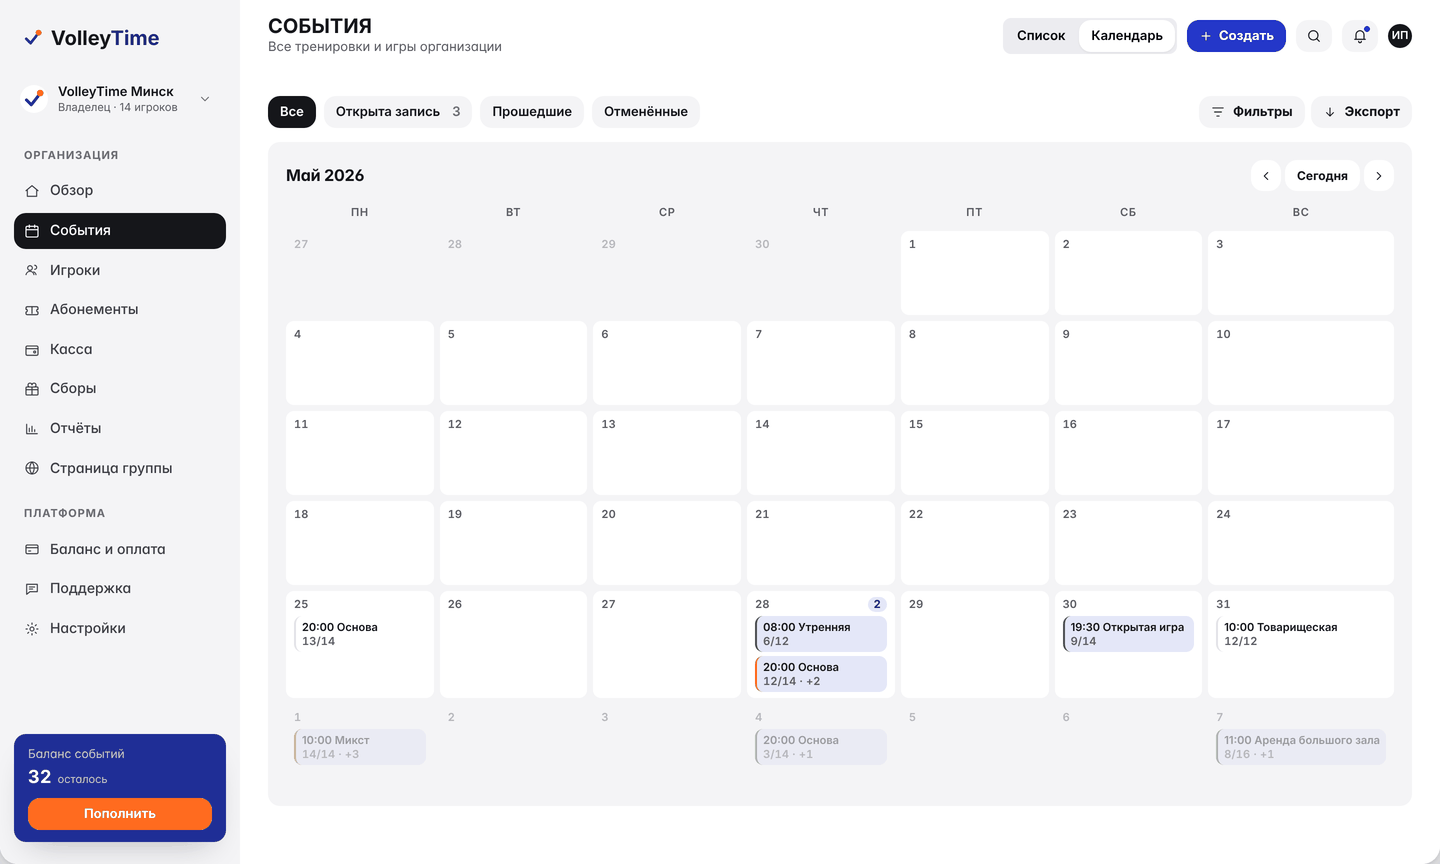 VolleyTime
VolleyTime Минск
Владелец · 14 игроков
ОРГАНИЗАЦИЯ
Обзор
События
Игроки
Абонементы
Касса
Сборы
Отчёты
Страница группы
ПЛАТФОРМА
Баланс и оплата
Поддержка
Настройки
Баланс событий
32 осталось
Пополнить
СОБЫТИЯ
Все тренировки и игры организации
Список Календарь + Создать ИП
Все Открыта запись 3 Прошедшие Отменённые Фильтры Экспорт
Май 2026 Сегодня
ПН ВТ СР ЧТ ПТ СБ ВС
27 28 29 30 1 2 3
4 5 6 7 8 9 10
11 12 13 14 15 16 17
18 19 20 21 22 23 24
25 26 27 28 2 29 30 31
20:00 Основа 08:00 Утренняя 19:30 Открытая игра 10:00 Товарищеская
13/14 6/12 9/14 12/12
20:00 Основа
12/14 · +2
1 2 3 4 5 6 7
10:00 Микст 20:00 Основа 11:00 Аренда большого зала
14/14 · +3 3/14 · +1 8/16 · +1